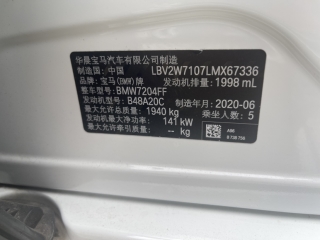 华晨宝马汽车有限公司制造
制造国: 中国 LBV2W7107LMX67336
品牌: 宝马(BMW)牌 发动机排量: 1998 mL
整车型号: BMW7204FF
发动机型号: B48A20C 制造年月: 2020-06
最大允许总质量: 1940 kg 乘坐人数: 5
发动机最大净功率: 141 kW
最大允许牵引质量: -- kg